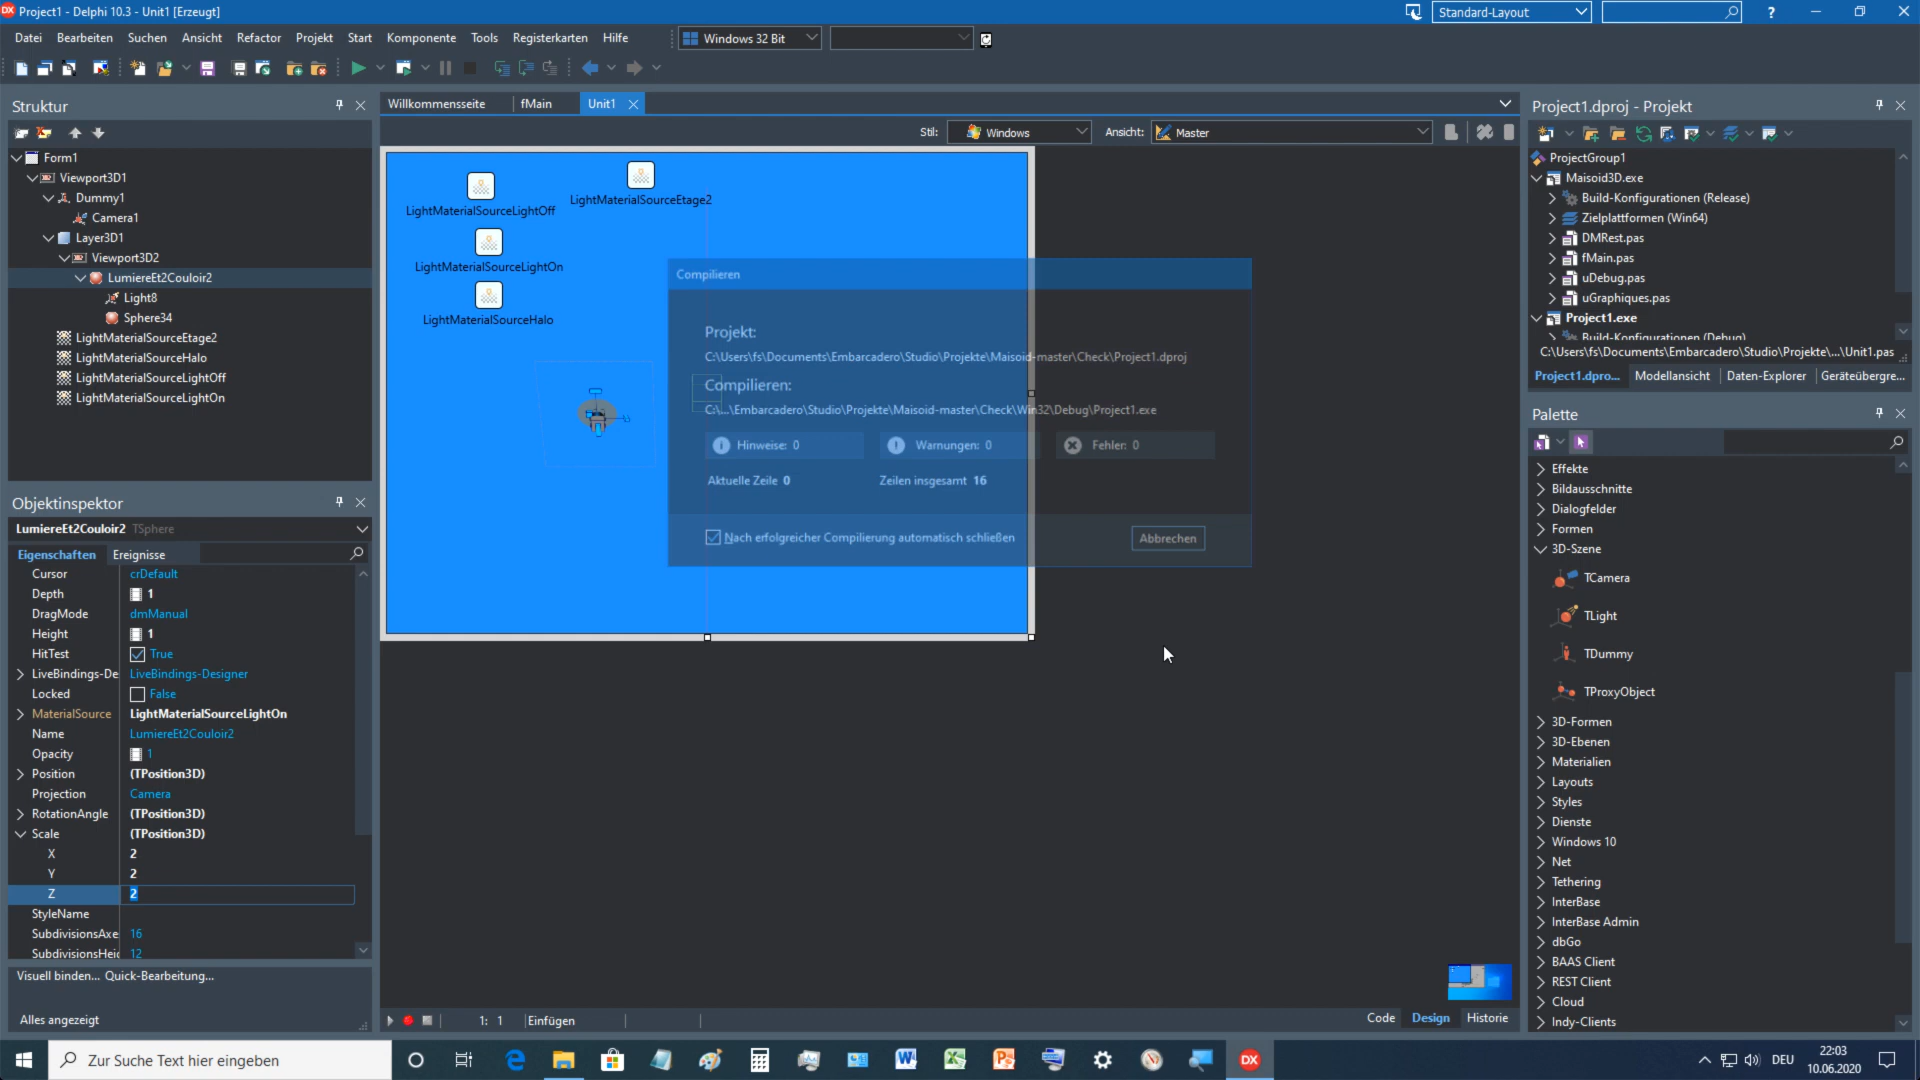 Project1 - Delphi 10.3 - Unit1 [Erzeugt]
Standard-Layout
?
Datei Bearbeiten Suchen Ansicht Refactor Projekt Start Komponente Tools Registerkarten Hilfe
Windows 32 Bit
Struktur
Form1
Viewport3D1
Dummy1
Camera1
Layer3D1
Viewport3D2
LumiereEt2Couloir2
Light8
Sphere34
LightMaterialSourceEtage2
LightMaterialSourceHalo
LightMaterialSourceLightOff
LightMaterialSourceLightOn
Objektinspektor
LumiereEt2Couloir2 TSphere
Eigenschaften Ereignisse
Cursor crDefault
Depth 1
DragMode dmManual
Height 1
HitTest True
LiveBindings-De LiveBindings-Designer
Locked False
MaterialSource LightMaterialSourceLightOn
Name LumiereEt2Couloir2
Opacity 1
Position (TPosition3D)
Projection Camera
RotationAngle (TPosition3D)
Scale (TPosition3D)
X 2
Y 2
Z 2
StyleName
SubdivisionsAxe 16
SubdivisionsHei 12
Visuell binden... Quick-Bearbeitung...
Alles angezeigt
Willkommensseite fMain Unit1
Stil: Windows Ansicht: Master
LightMaterialSourceLightOff
LightMaterialSourceEtage2
LightMaterialSourceLightOn
LightMaterialSourceHalo
Compilieren
Projekt:
C:\Users\fs\Documents\Embarcadero\Studio\Projekte\Maisoid-master\Check\Project1.dproj
Compilieren:
C:\...\Embarcadero\Studio\Projekte\Maisoid-master\Check\Win32\Debug\Project1.exe
Hinweise: 0 Warnungen: 0 Fehler: 0
Aktuelle Zeile 0 Zeilen insgesamt 16
Nach erfolgreicher Compilierung automatisch schließen
Abbrechen
1: 1 Einfügen
Code Design Historie
Project1.dproj - Projekt
ProjectGroup1
Maisoid3D.exe
Build-Konfigurationen (Release)
Zielplattformen (Win64)
DMRest.pas
fMain.pas
uDebug.pas
uGraphiques.pas
Project1.exe
Build-Konfigurationen (Debug)
C:\Users\fs\Documents\Embarcadero\Studio\Projekte\...\Unit1.pas
Project1.dpro... Modellansicht Daten-Explorer Geräteübergre...
Palette
Effekte
Bildausschnitte
Dialogfelder
Formen
3D-Szene
TCamera
TLight
TDummy
TProxyObject
3D-Formen
3D-Ebenen
Materialien
Layouts
Styles
Dienste
Windows 10
Net
Tethering
InterBase
InterBase Admin
dbGo
BAAS Client
REST Client
Cloud
Indy-Clients
Zur Suche Text hier eingeben
DX
DEU
22:03
10.06.2020